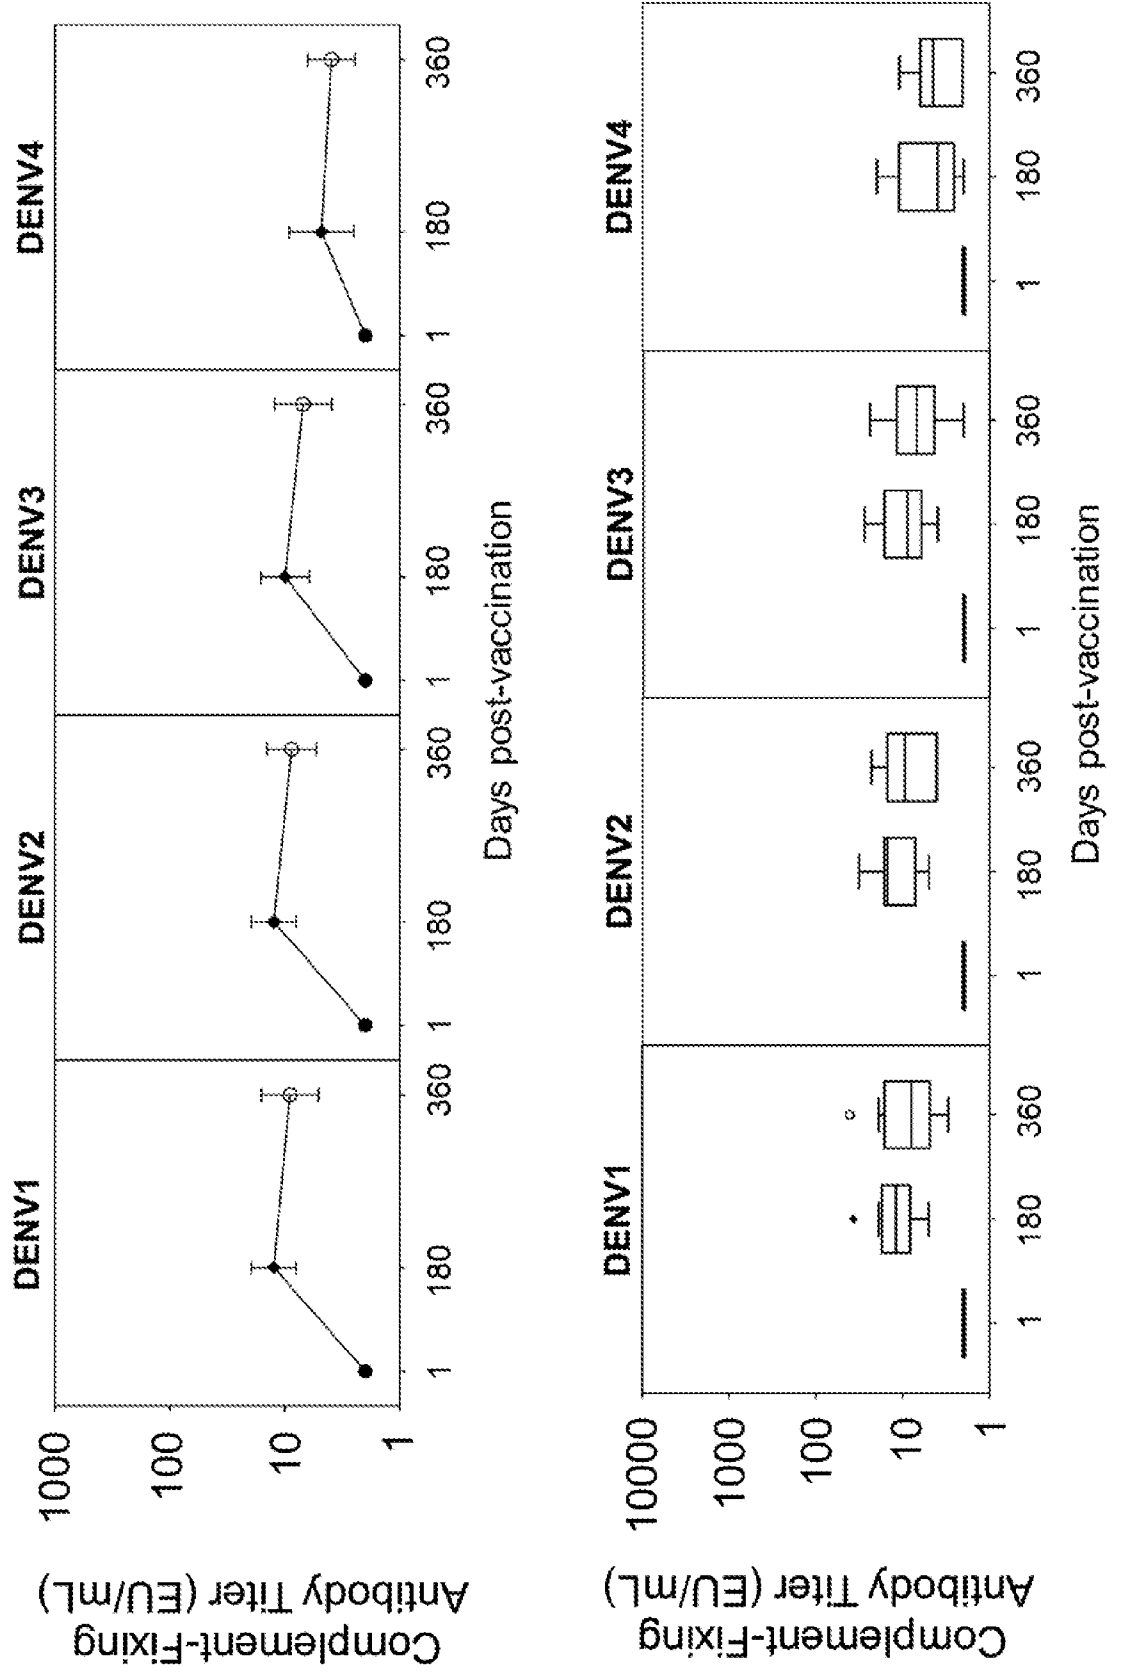 DENV1
DENV2
DENV3
DENV4
Complement-Fixing
Antibody Titer (EU/mL)
1000
100
10
1
1 180 360 1 180 360 1 180 360 1 180 360
Days post-vaccination
DENV1
DENV2
DENV3
DENV4
Complement-Fixing
Antibody Titer (EU/mL)
10000
1000
100
10
1
1 180 360 1 180 360 1 180 360 1 180 360
Days post-vaccination